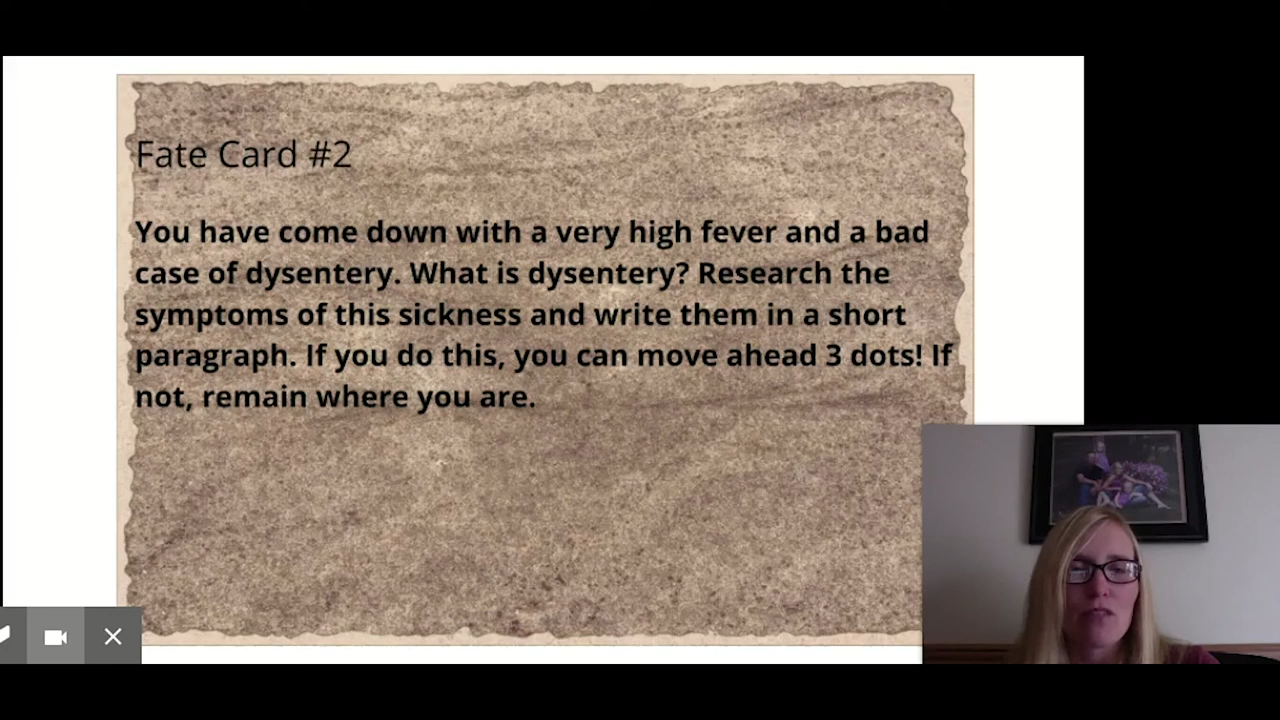 Fate Card #2
You have come down with a very high fever and a bad
case of dysentery. What is dysentery? Research the
symptoms of this sickness and write them in a short
paragraph. If you do this, you can move ahead 3 dots! If
not, remain where you are.